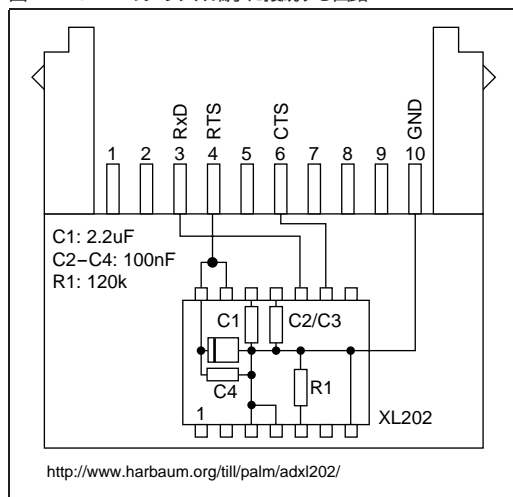 RxD
RTS
CTS
GND
1 2 3 4 5 6 7 8 9 10
C1: 2.2uF
C2-C4: 100nF
R1: 120k
C1
C2/C3
C4
R1
1
XL202
http://www.harbaum.org/till/palm/adxl202/